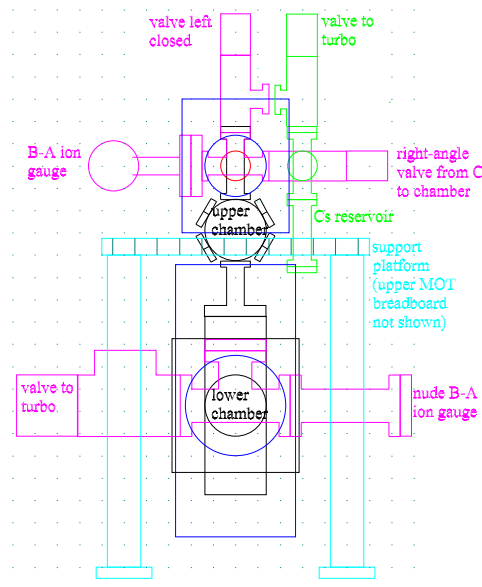 valve left
closed
valve to
turbo
B-A ion
gauge
right-angle
valve from C
to chamber
upper
chamber
Cs reservoir
support
platform
(upper MOT
breadboard
not shown)
valve to
turbo.
lower
chamber
nude B-A
ion gauge